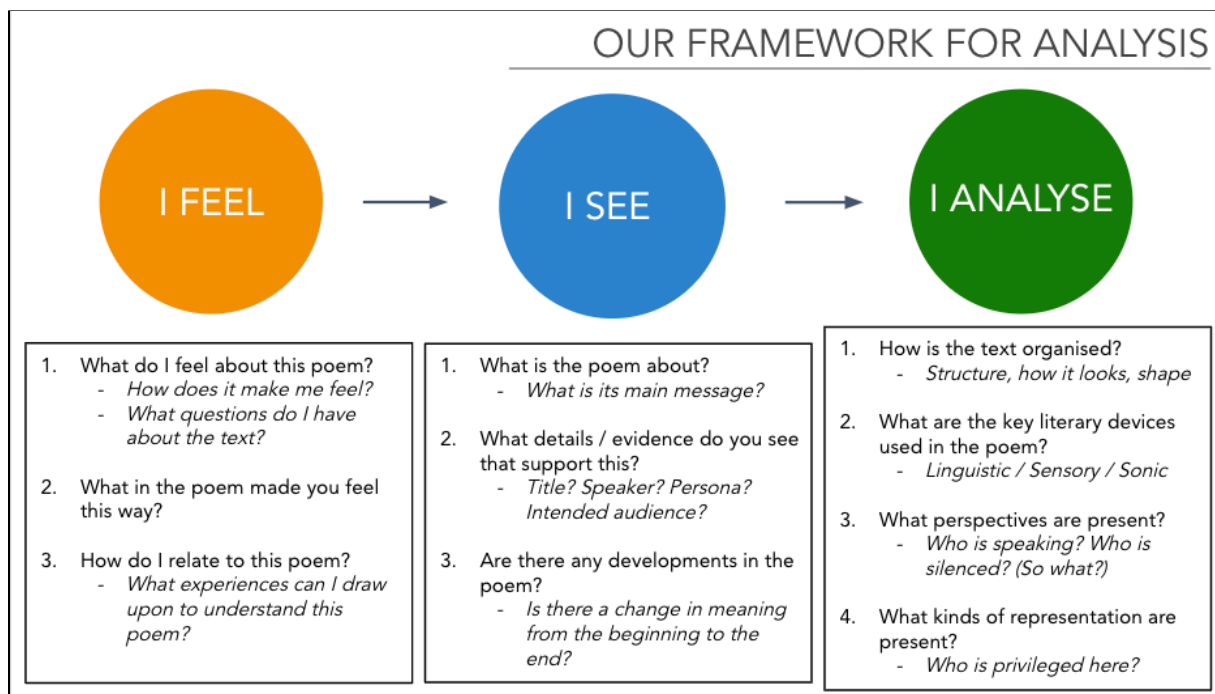 OUR FRAMEWORK FOR ANALYSIS
I FEEL
I SEE
I ANALYSE
1. What do I feel about this poem?
- How does it make me feel?
- What questions do I have
about the text?
2. What in the poem made you feel
this way?
3. How do I relate to this poem?
- What experiences can I draw
upon to understand this
poem?
1. What is the poem about?
- What is its main message?
2. What details / evidence do you see
that support this?
- Title? Speaker? Persona?
Intended audience?
3. Are there any developments in the
poem?
- Is there a change in meaning
from the beginning to the
end?
1. How is the text organised?
- Structure, how it looks, shape
2. What are the key literary devices
used in the poem?
- Linguistic / Sensory / Sonic
3. What perspectives are present?
- Who is speaking? Who is
silenced? (So what?)
4. What kinds of representation are
present?
- Who is privileged here?